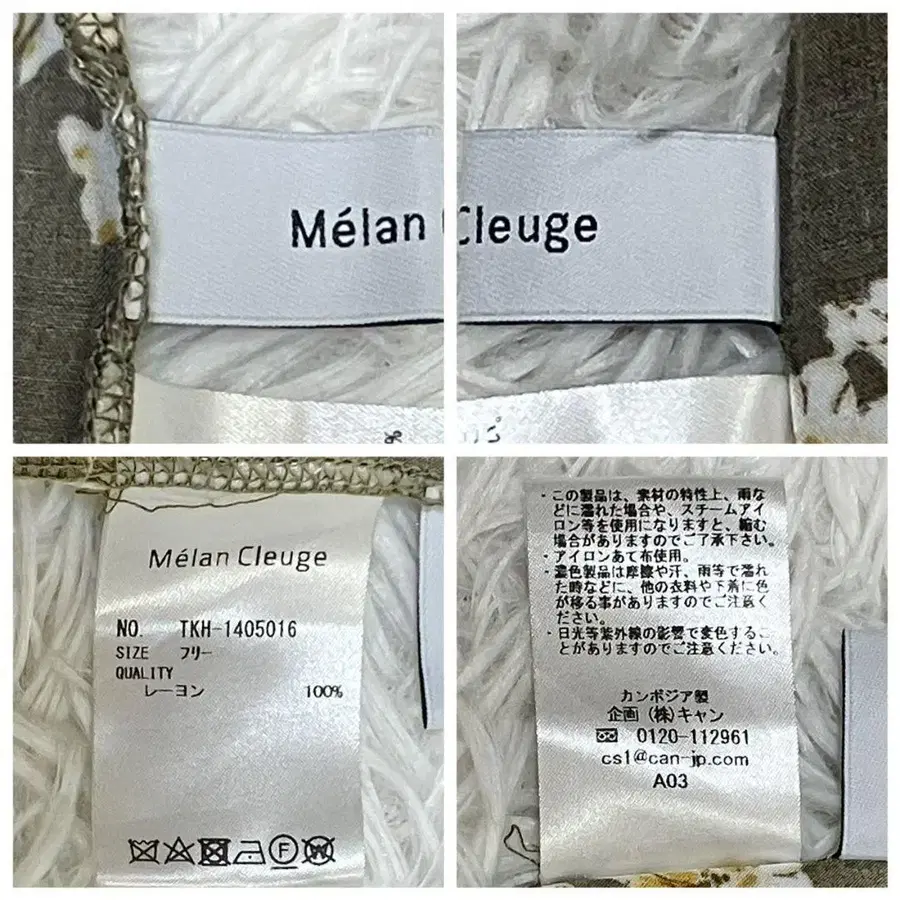 Mélan Cleuge
Mélan Cleuge
NO. TKH-1405016
SIZE フリー
QUALITY
レーヨン 100%
F
W
・この製品は、素材の特性上、雨な
どに濡れた場合や、スチームアイ
ロン等を使用になりますと、縮む
場合がありますのでご了承下さい。
・アイロンあて布使用。
・濃色製品は摩擦や汗、雨等で濡れ
た時などに、他の衣料や下着に色
が移る事がありますのでご注意く
ださい。
・日光等紫外線の影響で変色するこ
とがありますのでご注意ください。
カンボジア製
企画 (株)キャン
0120-112961
cs1@can-jp.com
A03